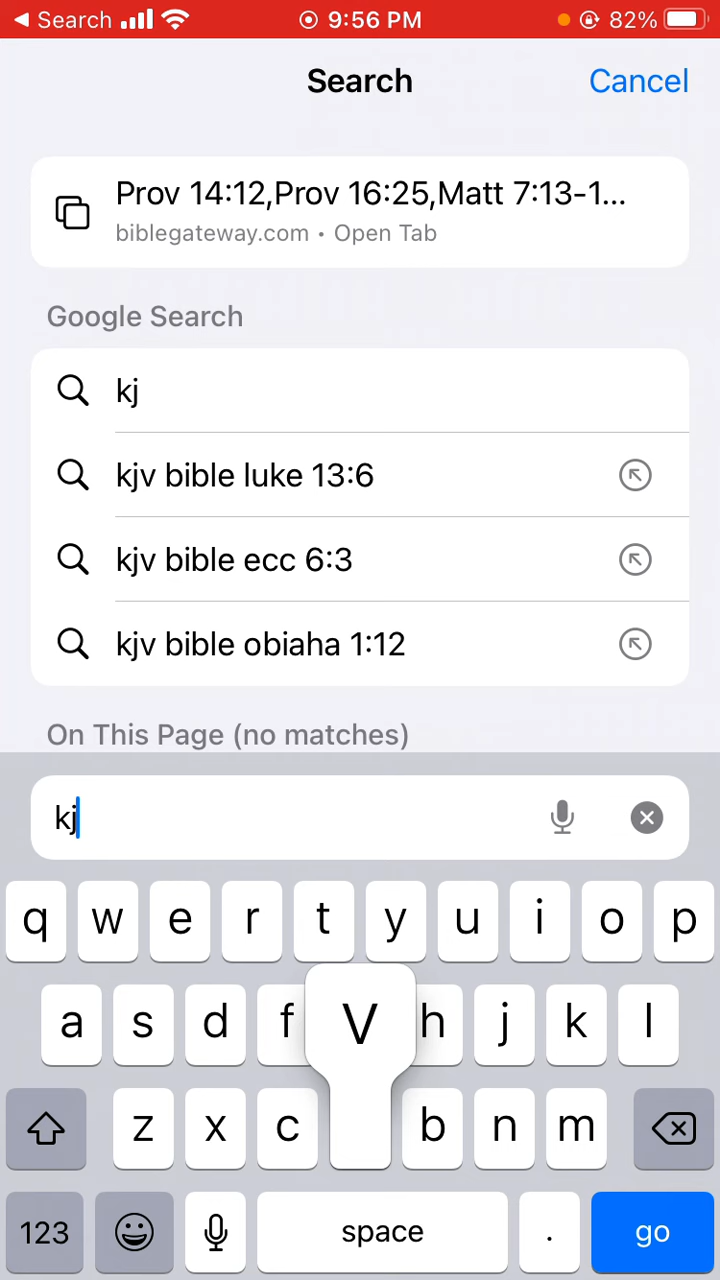 Search 9:56 PM 82%
Search Cancel
Prov 14:12,Prov 16:25,Matt 7:13-1...
biblegateway.com • Open Tab
Google Search
kj
kjv bible luke 13:6
kjv bible ecc 6:3
kjv bible obiaha 1:12
On This Page (no matches)
kj
q w e r t y u i o p
a s d f V h j k l
z x c b n m
123 space . go